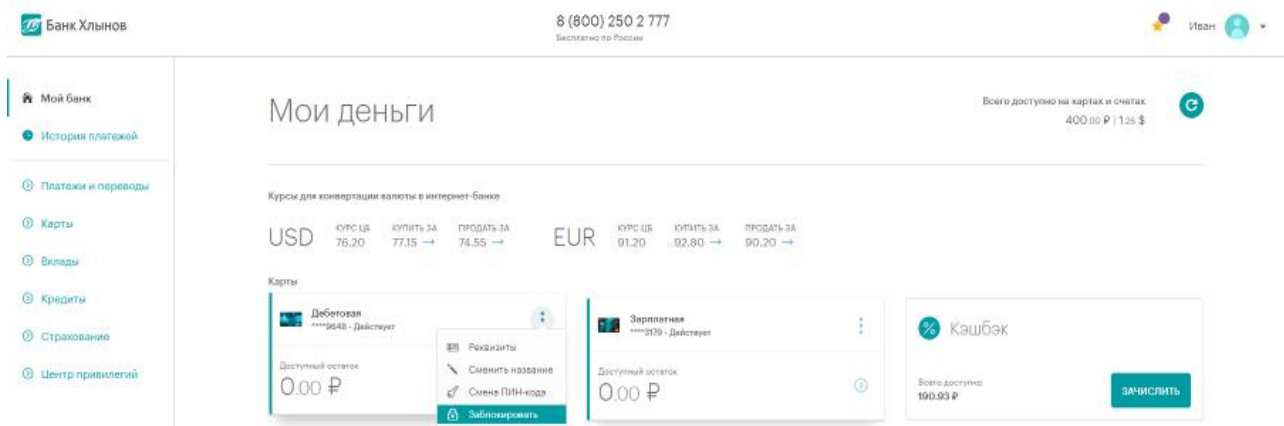 Банк Хлынов
8 (800) 250 2 777
Бесплатно по России
Иван
Мой банк
История платежей
Платежи и переводы
Карты
Вклады
Кредиты
Страхование
Центр привилегий
Мои деньги
Всего доступно на картах и счетах
400.00 ₽ | 1.26 $
Курсы для конвертации валюты в интернет-банке
USD
КУРС ЦБ
76.20
КУПИТЬ ЗА
77.15 →
ПРОДАТЬ ЗА
74.55 →
EUR
КУРС ЦБ
91.20
КУПИТЬ ЗА
92.80 →
ПРОДАТЬ ЗА
90.20 →
Карты
Дебетовая
****9648 - Действует
Доступный остаток
0.00 ₽
Реквизиты
Сменить название
Смена ПИН-кода
Заблокировать
Зарплатная
****3179 - Действует
Доступный остаток
0.00 ₽
% Кэшбэк
Всего доступно
190.93 ₽
ЗАЧИСЛИТЬ